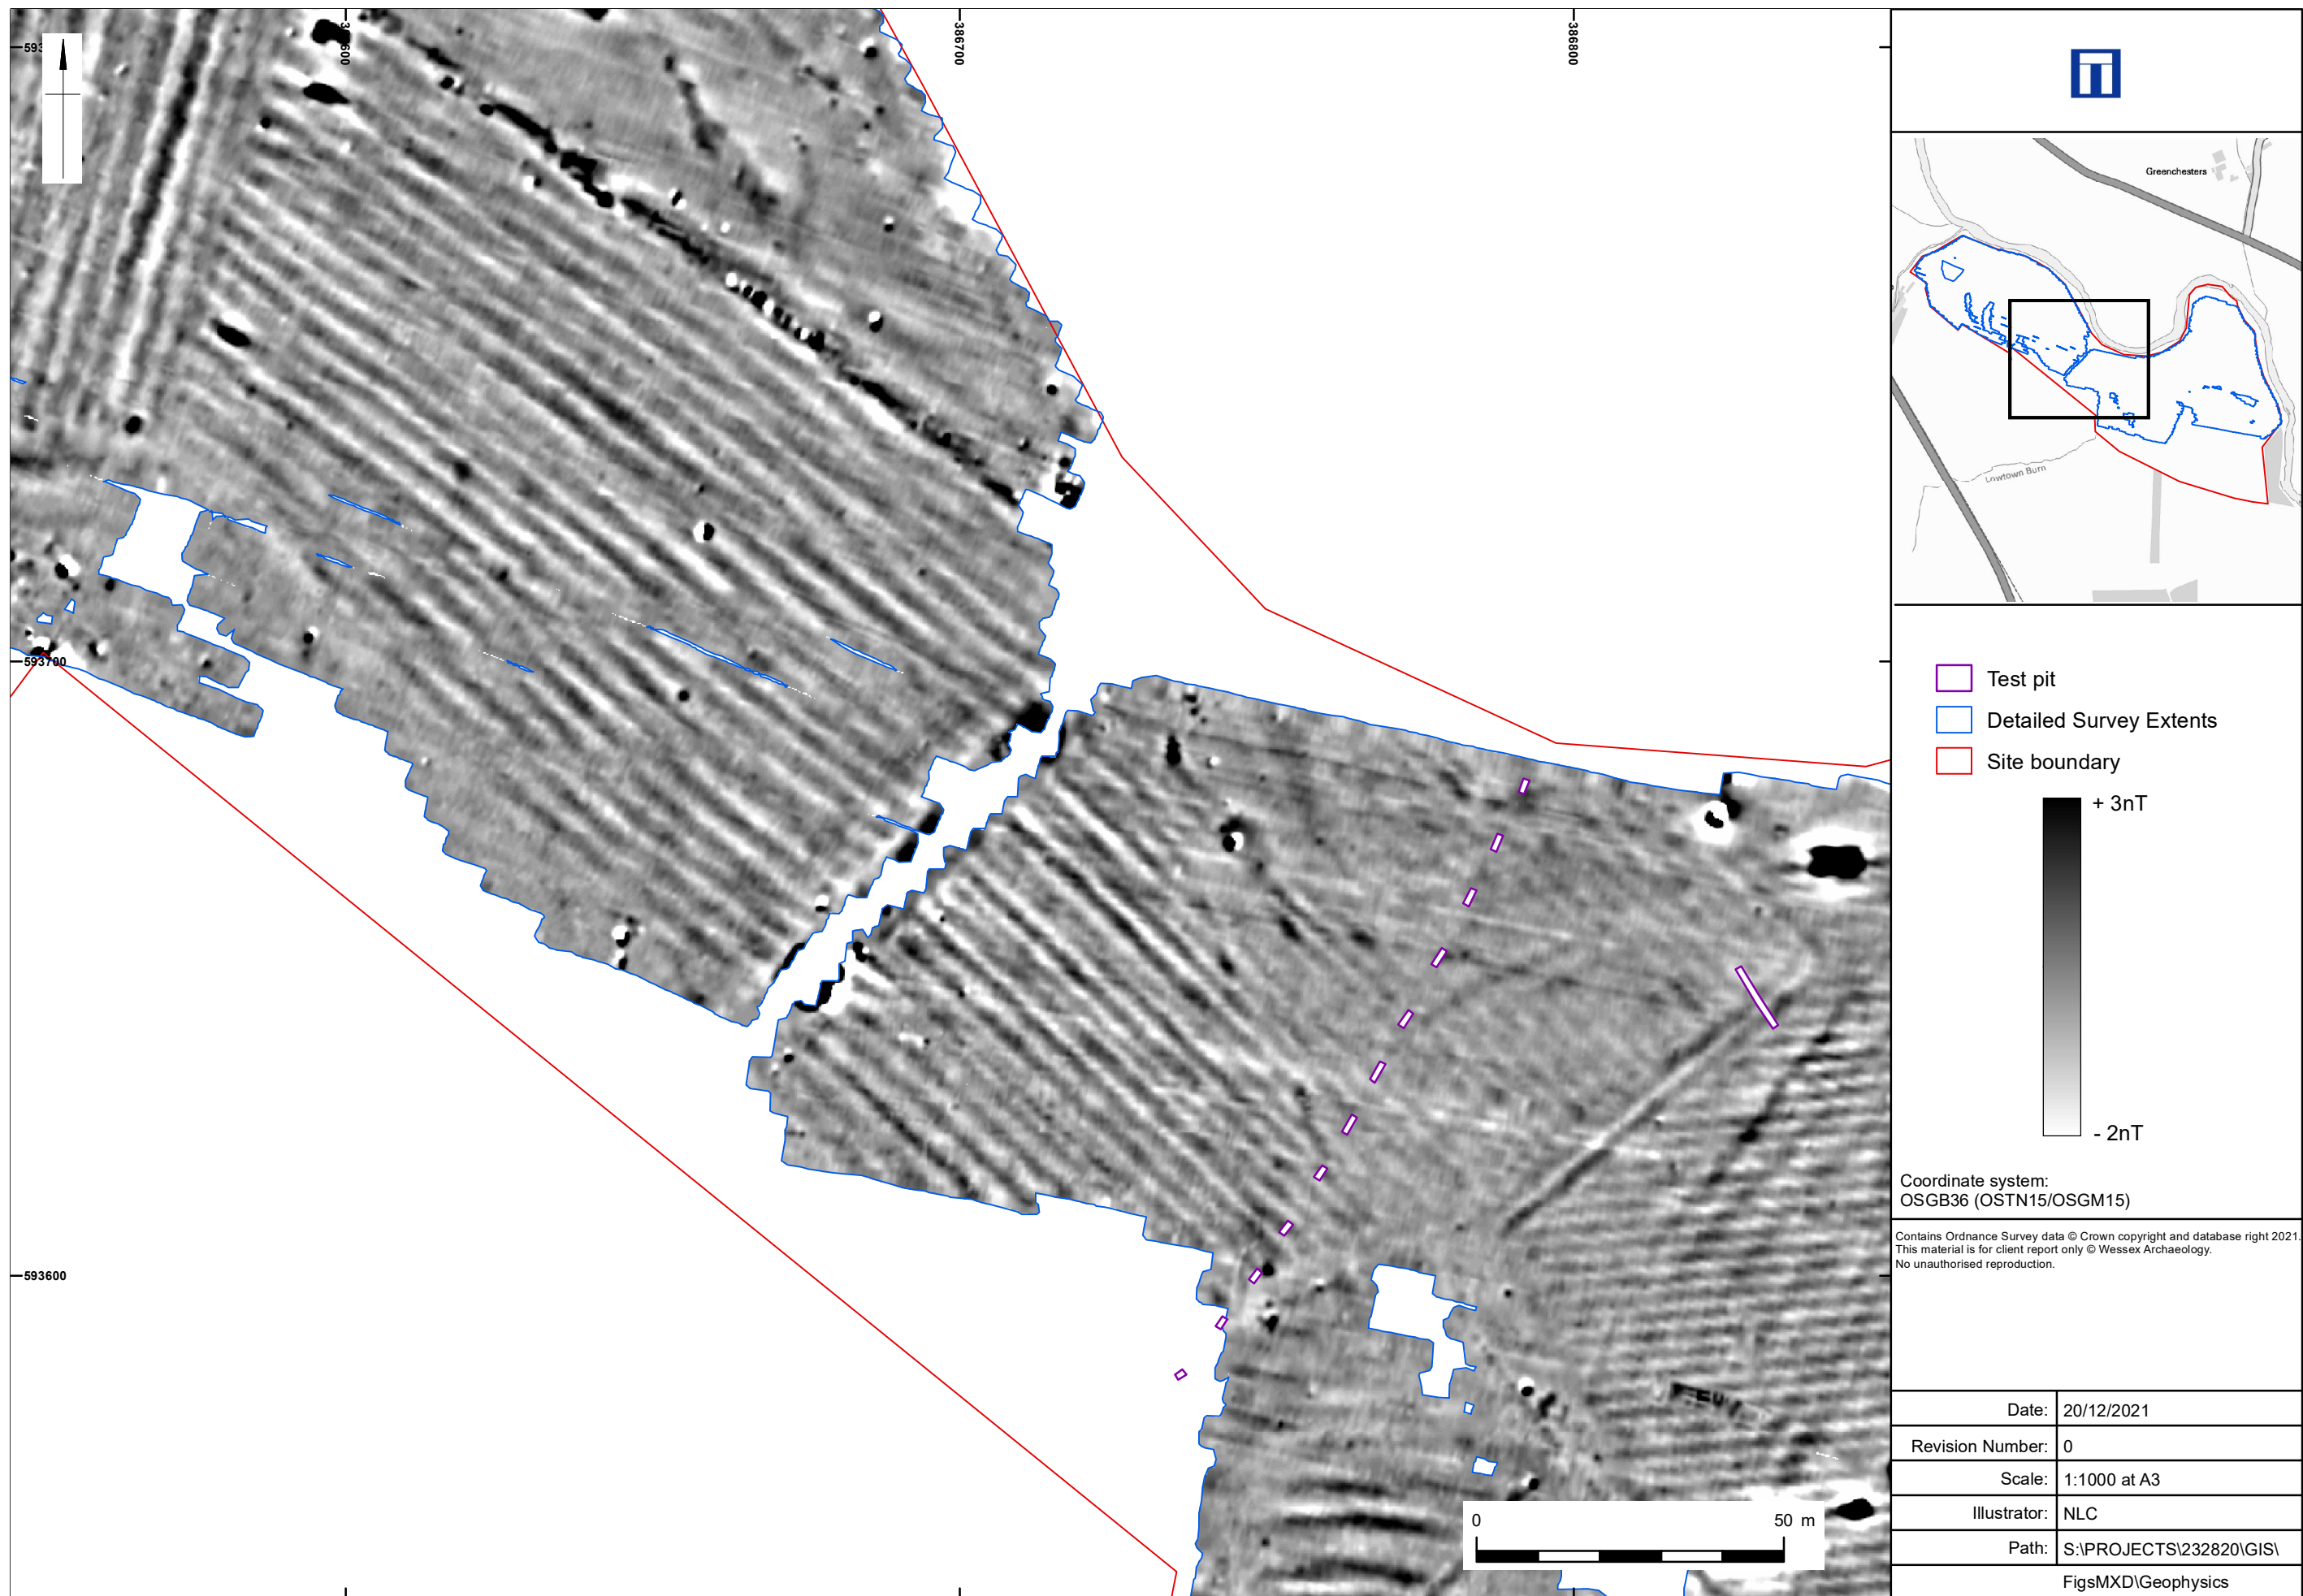 386700
386800
593700
593600
0 50 m
Greenchesters
Lowtown Burn
Test pit
Detailed Survey Extents
Site boundary
+ 3nT
- 2nT
Coordinate system:
OSGB36 (OSTN15/OSGM15)
Contains Ordnance Survey data © Crown copyright and database right 2021.
This material is for client report only © Wessex Archaeology.
No unauthorised reproduction.
Date: 20/12/2021
Revision Number: 0
Scale: 1:1000 at A3
Illustrator: NLC
Path: S:\PROJECTS\232820\GIS\
FigsMXD\Geophysics